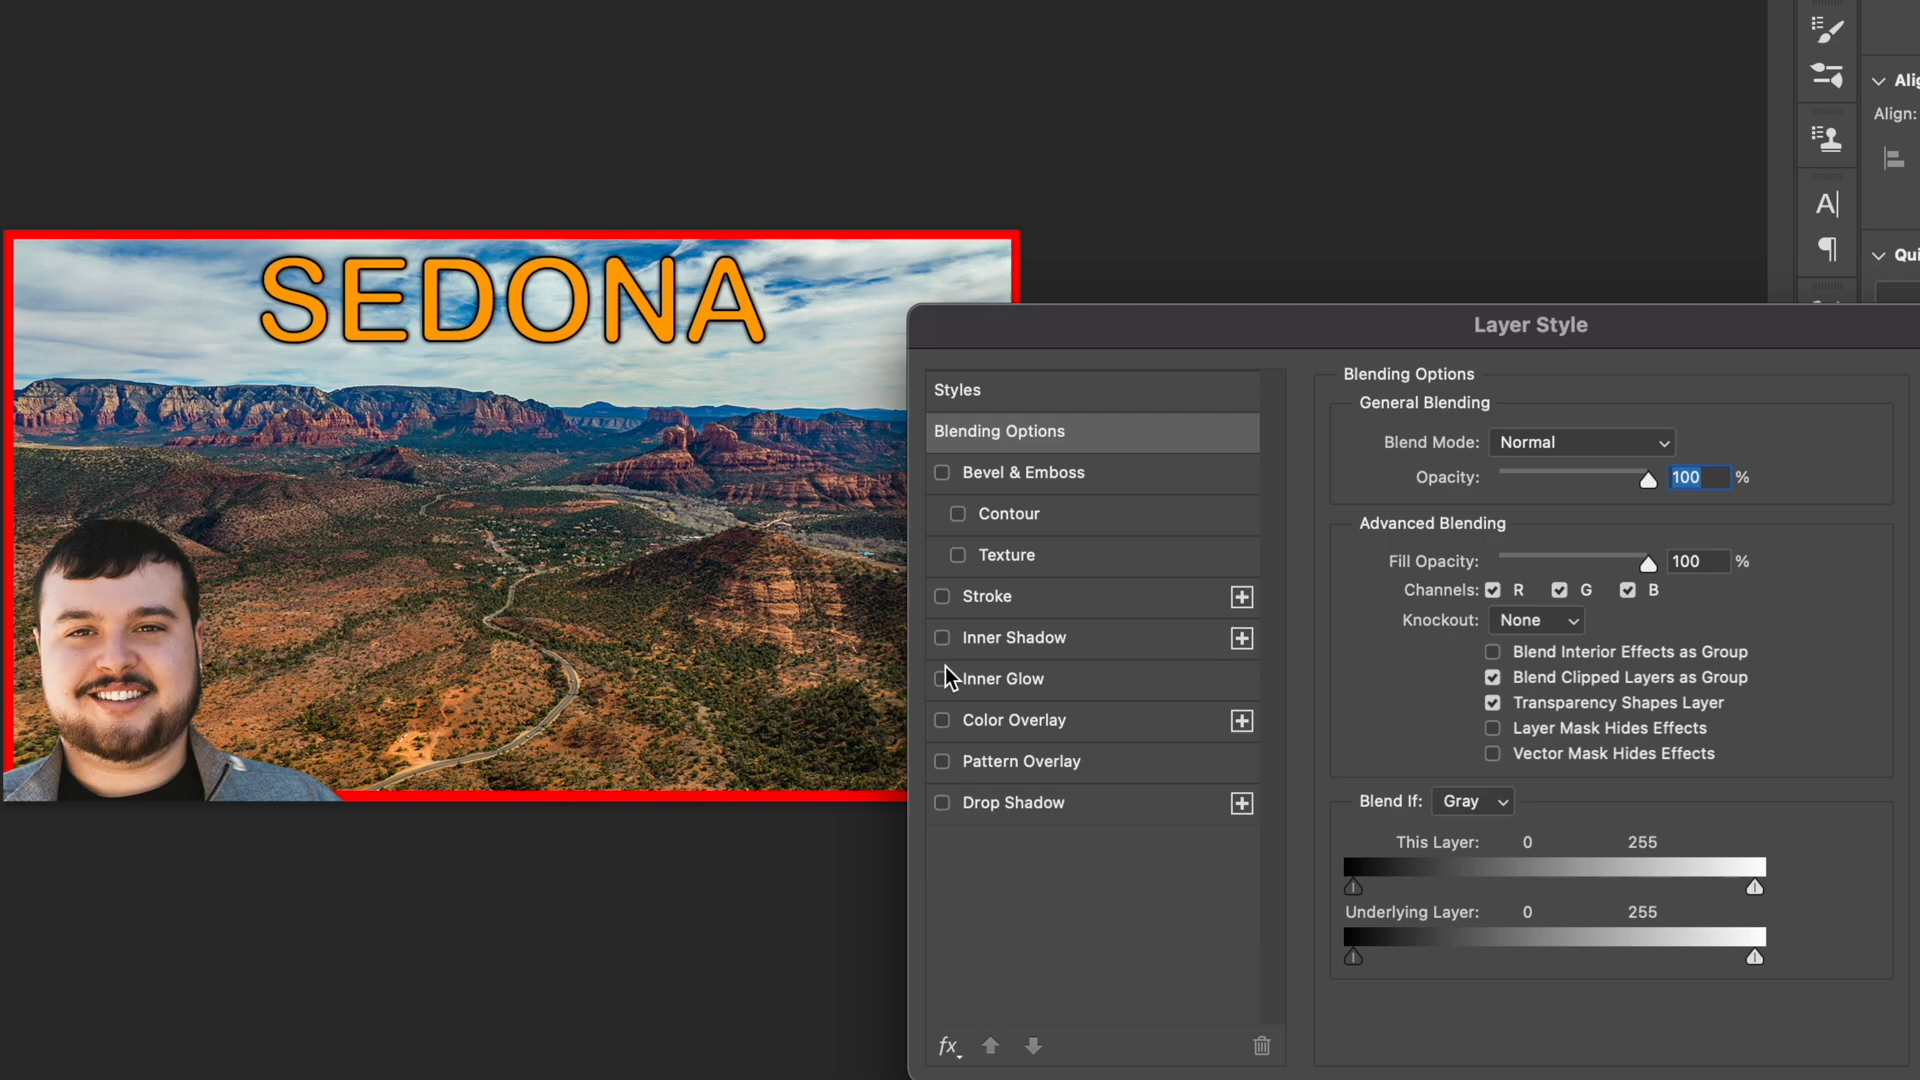 SEDONA
Layer Style
Styles
Blending Options
Bevel & Emboss
Contour
Texture
Stroke
Inner Shadow
Inner Glow
Color Overlay
Pattern Overlay
Drop Shadow
fx
Blending Options
General Blending
Blend Mode: Normal
Opacity: 100 %
Advanced Blending
Fill Opacity: 100 %
Channels: R G B
Knockout: None
Blend Interior Effects as Group
Blend Clipped Layers as Group
Transparency Shapes Layer
Layer Mask Hides Effects
Vector Mask Hides Effects
Blend If: Gray
This Layer: 0 255
Underlying Layer: 0 255
A
Align: